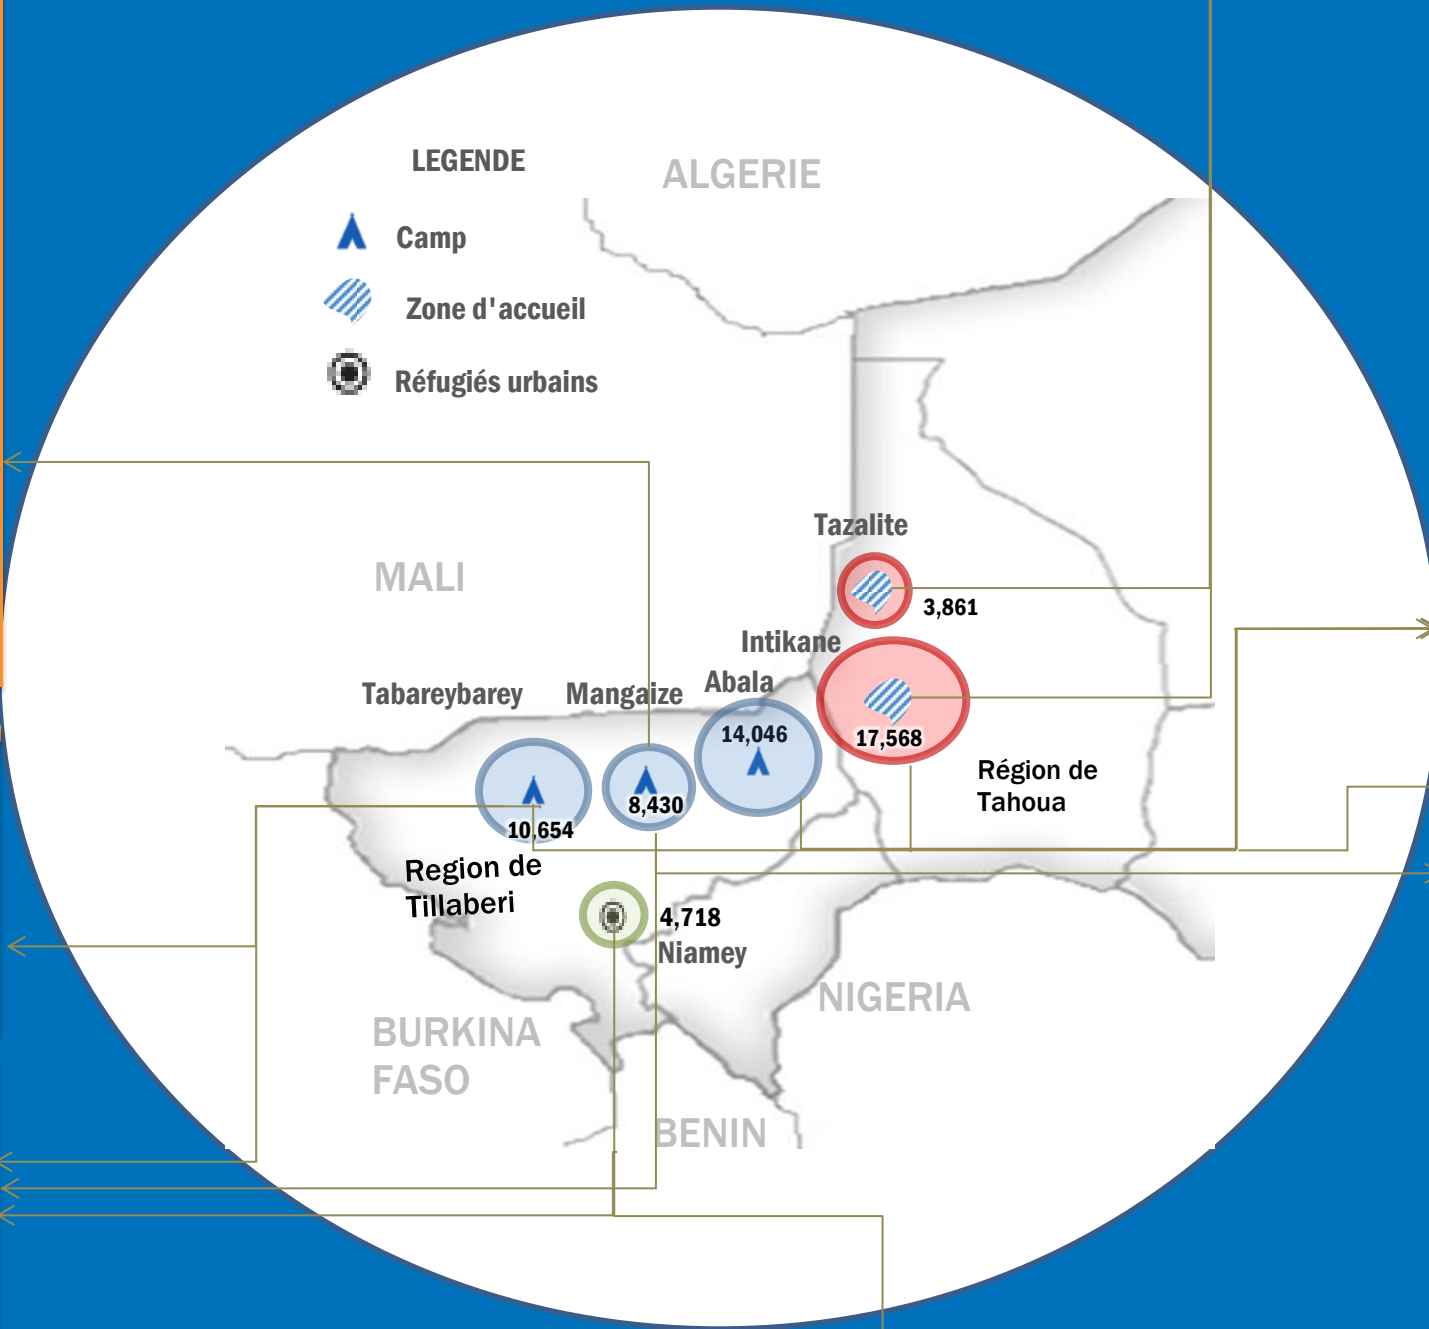 LEGENDE
Camp
Zone d'accueil
Réfugiés urbains
ALGERIE
MALI
Tazalite
3,861
Intikane
17,568
Abala
14,046
Mangaize
8,430
Tabareybarey
10,654
Région de
Tahoua
Region de
Tillaberi
4,718
Niamey
NIGERIA
BURKINA
FASO
BENIN